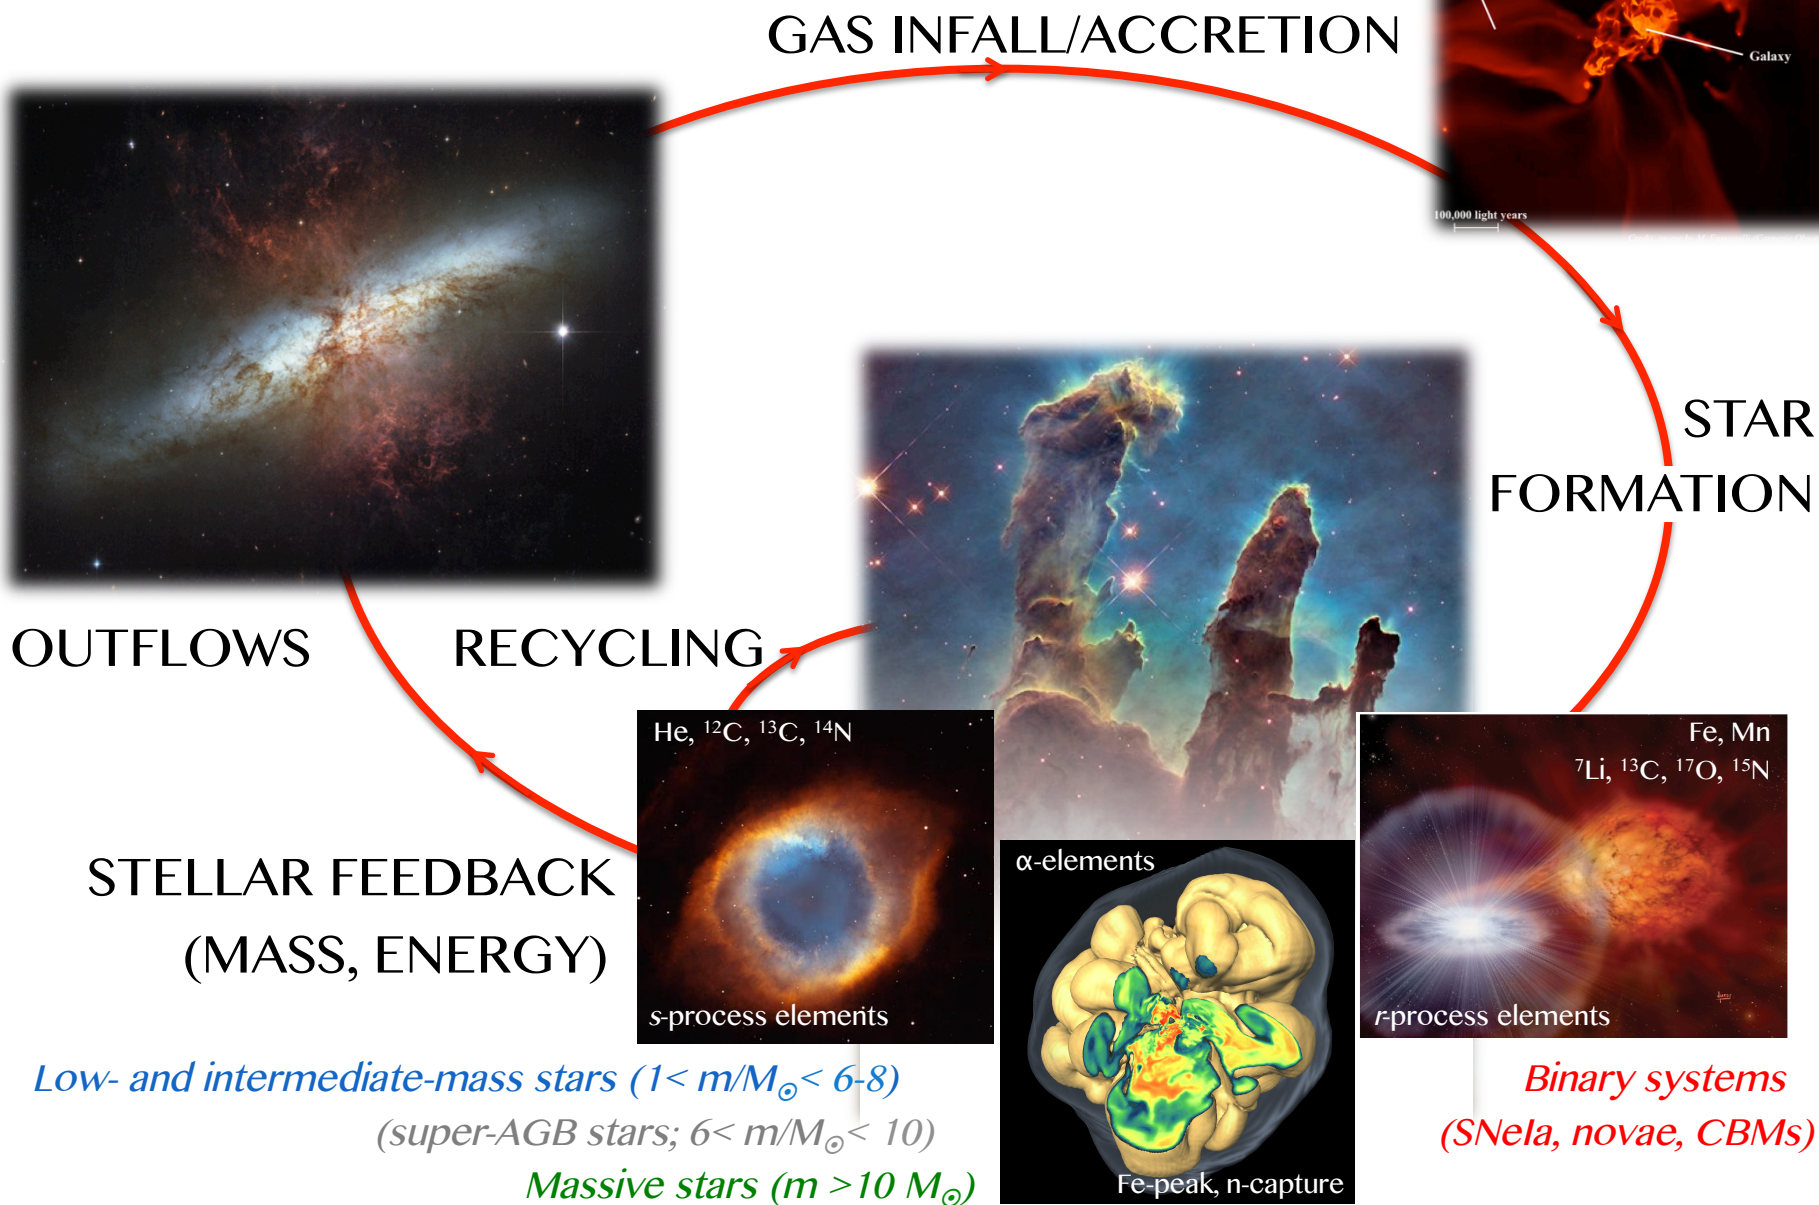 GAS INFALL/ACCRETION
Galaxy
100,000 light years
STAR
FORMATION
OUTFLOWS
RECYCLING
He, ¹²C, ¹³C, ¹⁴N
Fe, Mn
⁷Li, ¹³C, ¹⁷O, ¹⁵N
STELLAR FEEDBACK
(MASS, ENERGY)
α-elements
s-process elements
r-process elements
Low- and intermediate-mass stars (1< m/M☉< 6-8)
(super-AGB stars; 6< m/M☉< 10)
Massive stars (m >10 M☉)
Fe-peak, n-capture
Binary systems
(SNeIa, novae, CBMs)